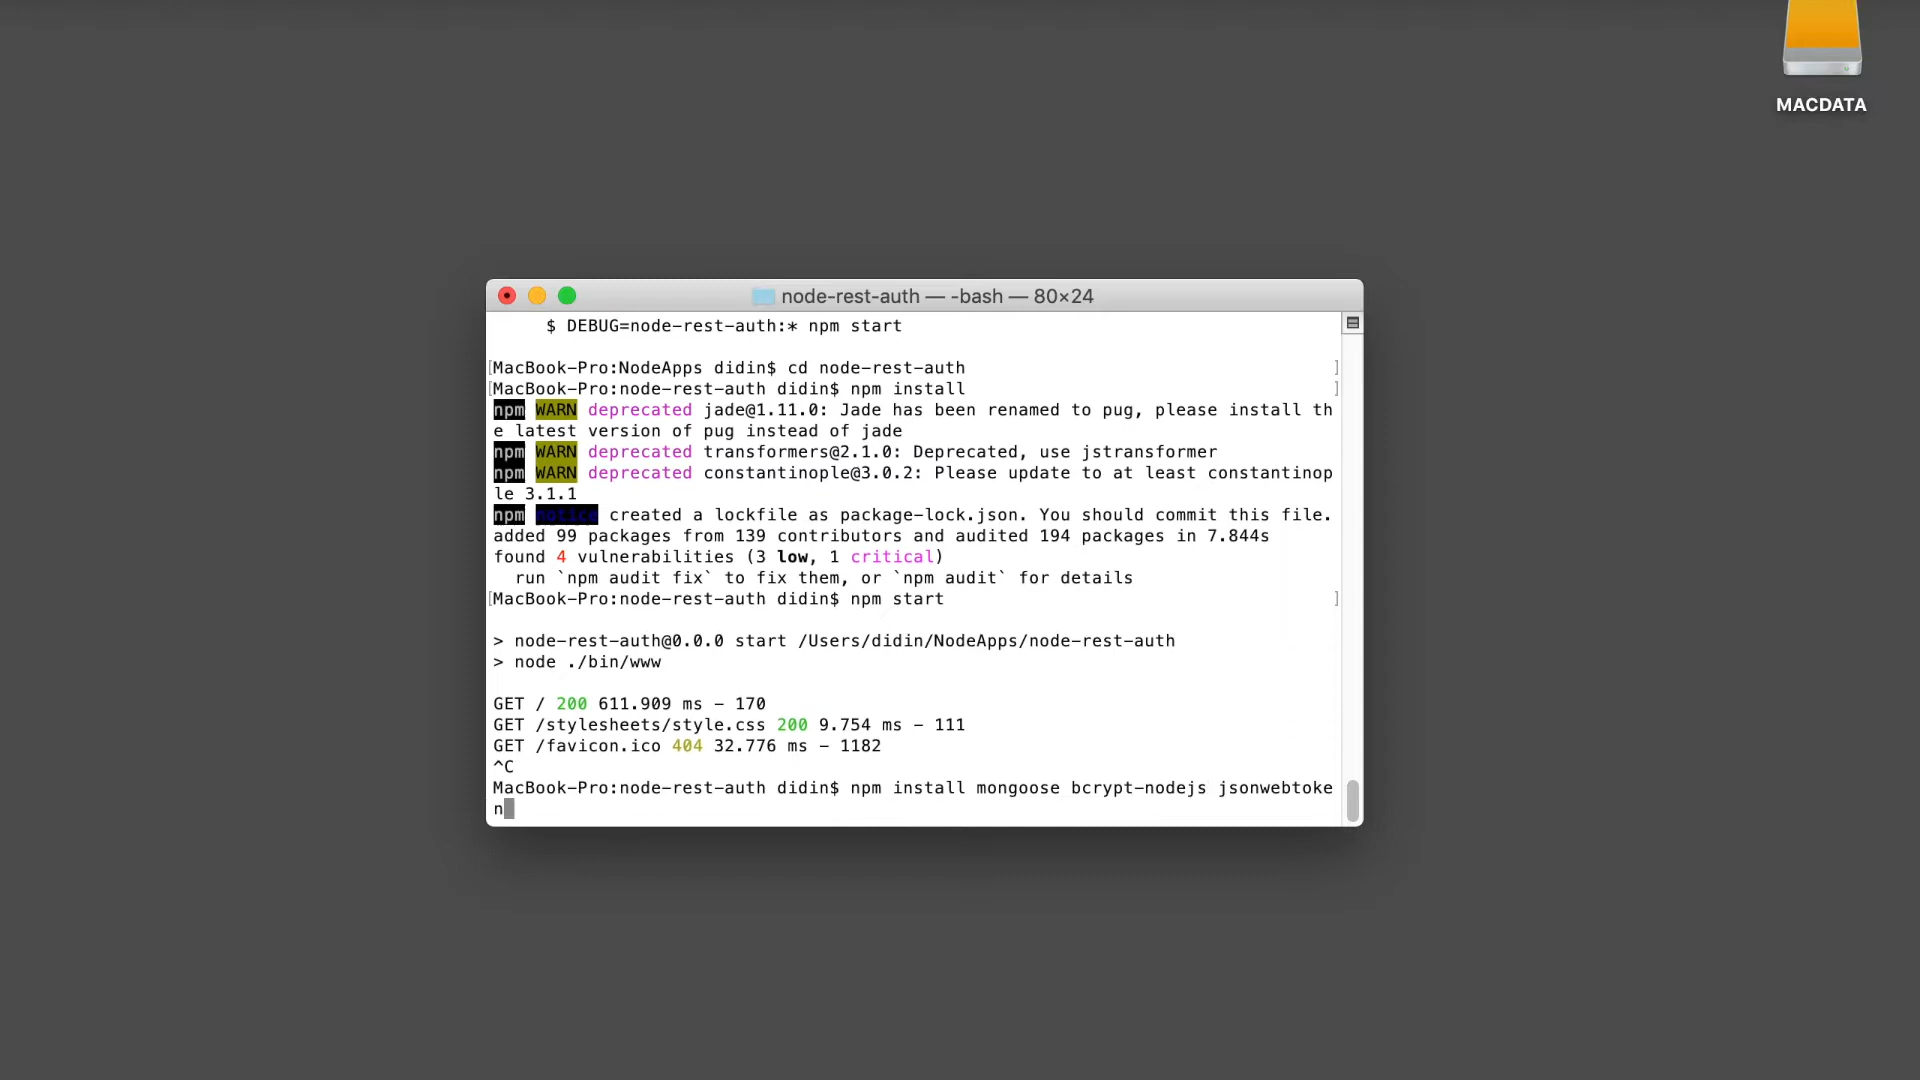 MACDATA
node-rest-auth — -bash — 80×24
$ DEBUG=node-rest-auth:* npm start
[MacBook-Pro:NodeApps didin$ cd node-rest-auth ]
[MacBook-Pro:node-rest-auth didin$ npm install ]
npm WARN deprecated jade@1.11.0: Jade has been renamed to pug, please install th
e latest version of pug instead of jade
npm WARN deprecated transformers@2.1.0: Deprecated, use jstransformer
npm WARN deprecated constantinople@3.0.2: Please update to at least constantinop
le 3.1.1
npm notice created a lockfile as package-lock.json. You should commit this file.
added 99 packages from 139 contributors and audited 194 packages in 7.844s
found 4 vulnerabilities (3 low, 1 critical)
run `npm audit fix` to fix them, or `npm audit` for details
[MacBook-Pro:node-rest-auth didin$ npm start ]
> node-rest-auth@0.0.0 start /Users/didin/NodeApps/node-rest-auth
> node ./bin/www
GET / 200 611.909 ms - 170
GET /stylesheets/style.css 200 9.754 ms - 111
GET /favicon.ico 404 32.776 ms - 1182
^C
MacBook-Pro:node-rest-auth didin$ npm install mongoose bcrypt-nodejs jsonwebtoke
n